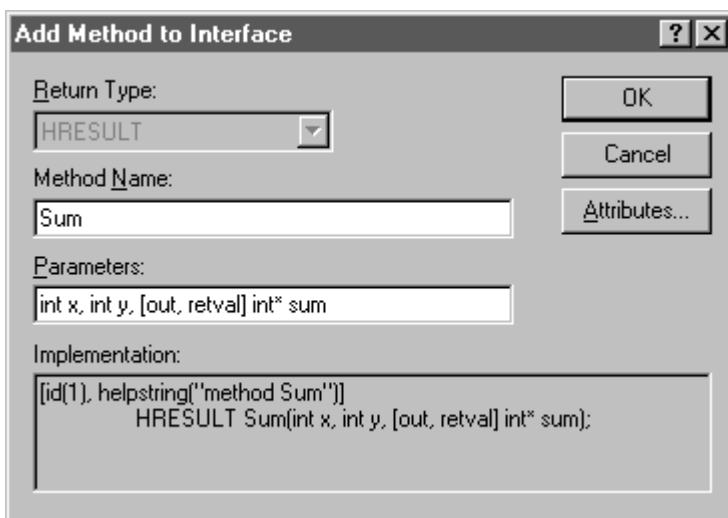 Add Method to Interface
Return Type:
HRESULT
Method Name:
Sum
Parameters:
int x, int y, [out, retval] int* sum
Implementation:
[id(1), helpstring("method Sum")]
HRESULT Sum(int x, int y, [out, retval] int* sum);
OK
Cancel
Attributes...